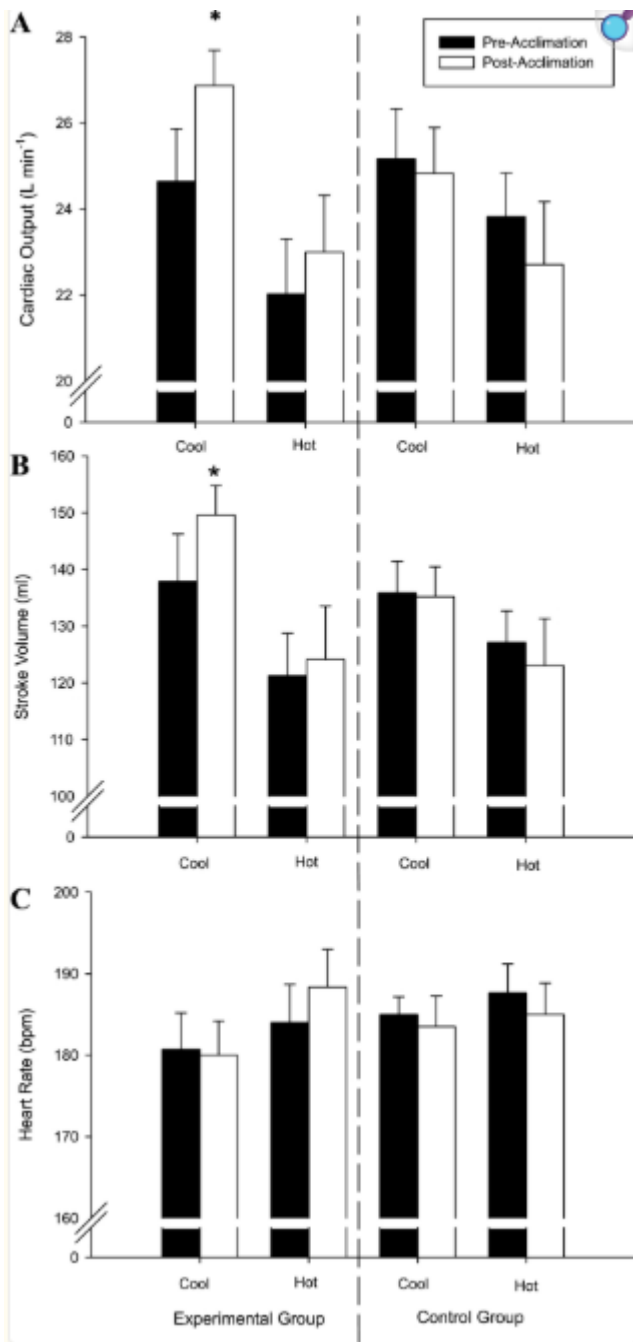 A
28
26
24
22
20
0
Cardiac Output (L min⁻¹)
*
Pre-Acclimation
Post-Acclimation
Cool
Hot
Cool
Hot
B
160
150
140
130
120
110
100
0
Stroke Volume (ml)
*
Cool
Hot
Cool
Hot
C
200
190
180
170
160
0
Heart Rate (bpm)
Cool
Hot
Cool
Hot
Experimental Group
Control Group